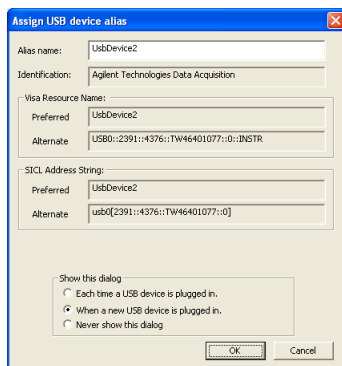 Assign USB device alias
Alias name: UsbDevice2
Identification: Agilent Technologies Data Acquisition
Visa Resource Name:
Preferred UsbDevice2
Alternate USB0::2391::4376::TW46401077::0::INSTR
SICL Address String:
Preferred UsbDevice2
Alternate usb0[2391::4376::TW46401077::0]
Show this dialog
Each time a USB device is plugged in.
When a new USB device is plugged in.
Never show this dialog
OK Cancel